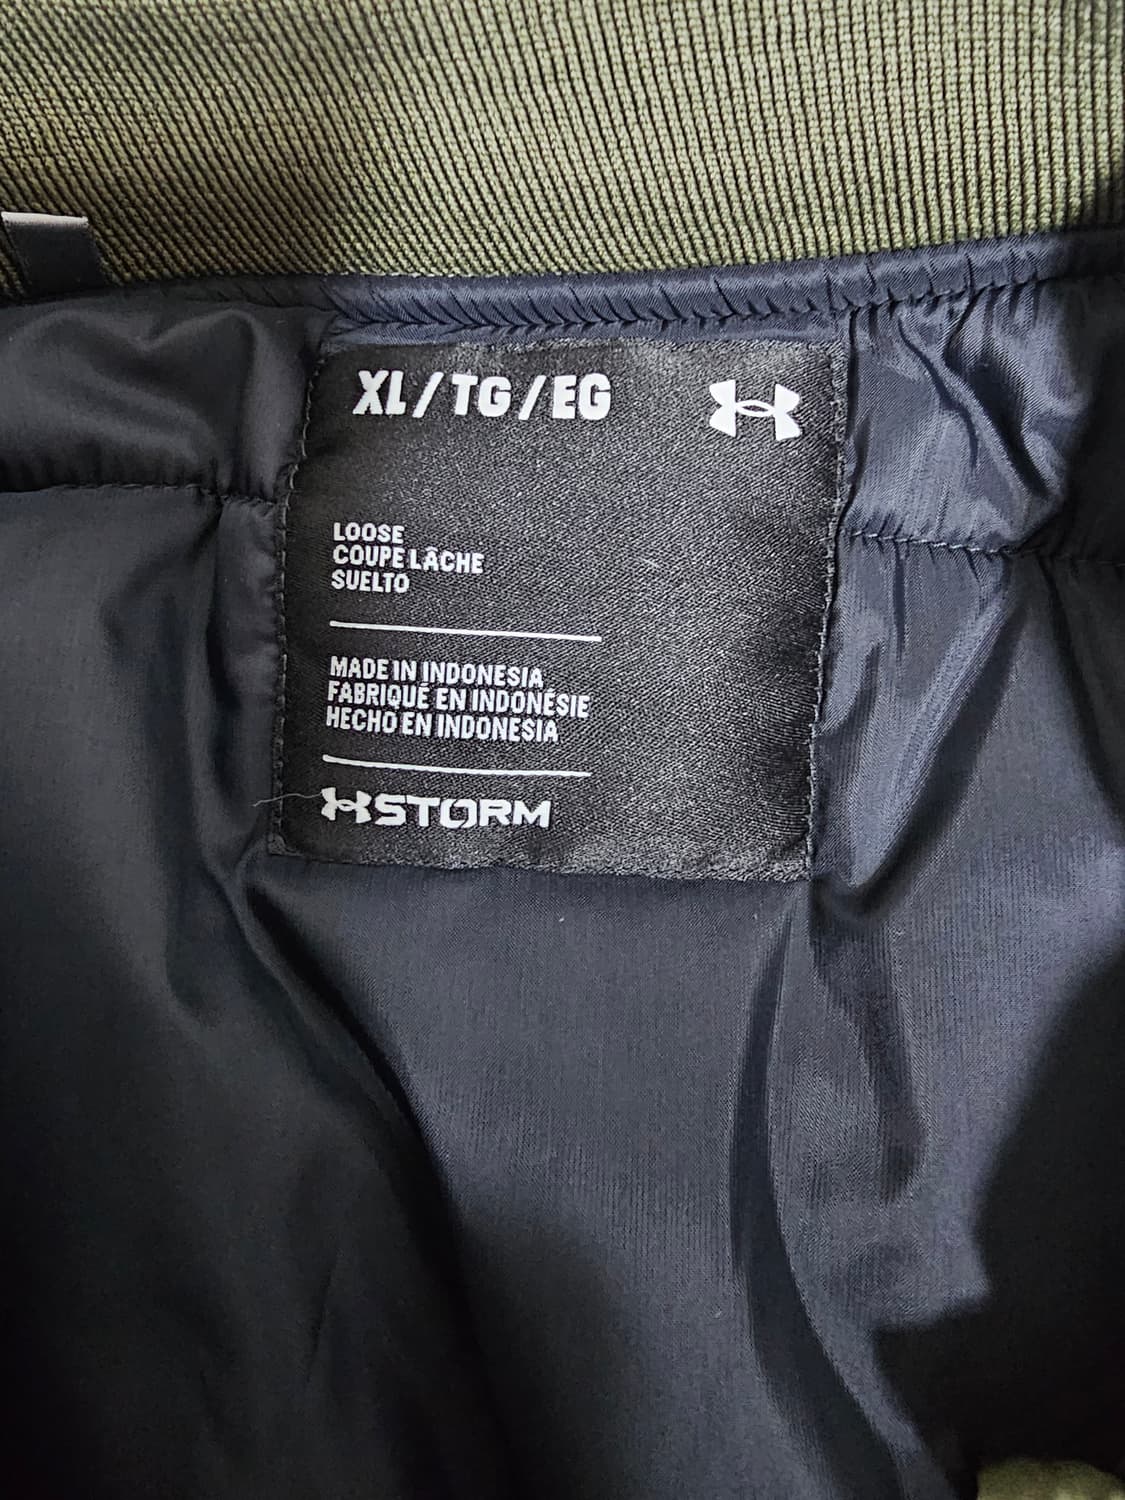 XL/TG/EG
LOOSE
COUPE LÂCHE
SUELTO
MADE IN INDONESIA
FABRIQUÉ EN INDONÉSIE
HECHO EN INDONESIA
STORM